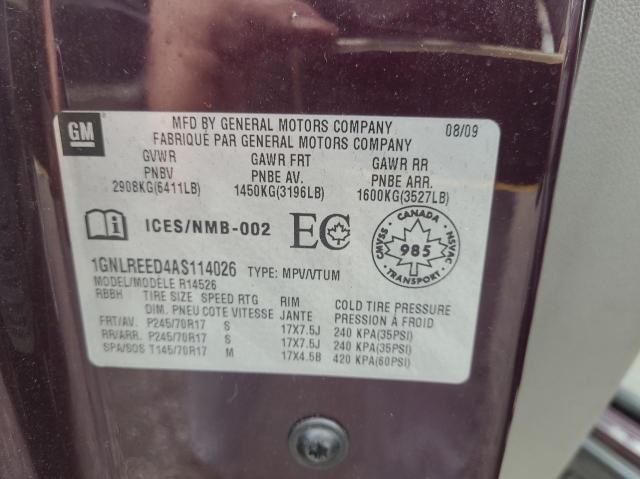 GM
MFD BY GENERAL MOTORS COMPANY 08/09
FABRIQUÉ PAR GENERAL MOTORS COMPANY
GVWR GAWR FRT GAWR RR
PNBV PNBE AV. PNBE ARR.
2908KG(6411LB) 1450KG(3196LB) 1600KG(3527LB)
i ICES/NMB-002 EC
CANADA
CMVSS 985 NSVAC
TRANSPORT
1GNLREED4AS114026 TYPE: MPV/VTUM
MODEL/MODÈLE R14526
RBBH TIRE SIZE SPEED RTG RIM COLD TIRE PRESSURE
DIM. PNEU COTE VITESSE JANTE PRESSION À FROID
FRT/AV. P245/70R17 S 17X7.5J 240 KPA(35PSI)
RR/ARR. P245/70R17 S 17X7.5J 240 KPA(35PSI)
SPA/SOS T145/70R17 M 17X4.5B 420 KPA(60PSI)